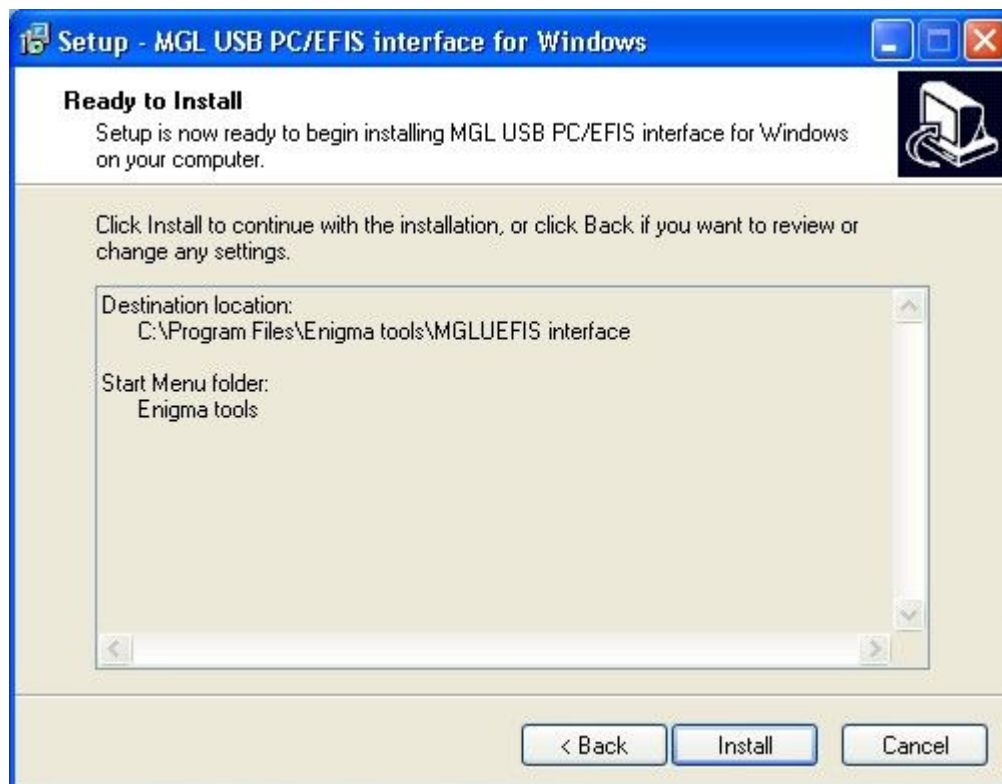 Setup - MGL USB PC/EFIS interface for Windows
Ready to Install
Setup is now ready to begin installing MGL USB PC/EFIS interface for Windows
on your computer.
Click Install to continue with the installation, or click Back if you want to review or
change any settings.
Destination location:
C:\Program Files\Enigma tools\MGLUEFIS interface
Start Menu folder:
Enigma tools
< Back
Install
Cancel